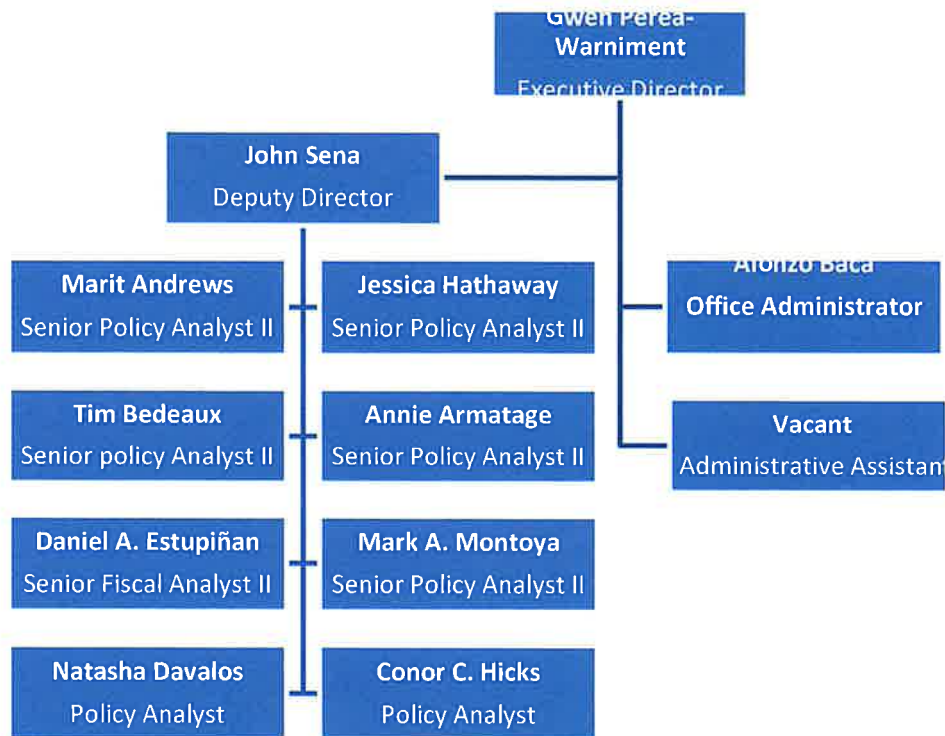 Gwen Perea-
Warniment
Executive Director
John Sena
Deputy Director
Marit Andrews
Senior Policy Analyst II
Jessica Hathaway
Senior Policy Analyst II
Afonzo Baca
Office Administrator
Tim Bedeaux
Senior policy Analyst II
Annie Armatage
Senior Policy Analyst II
Vacant
Administrative Assistant
Daniel A. Estupiñan
Senior Fiscal Analyst II
Mark A. Montoya
Senior Policy Analyst II
Natasha Davalos
Policy Analyst
Conor C. Hicks
Policy Analyst